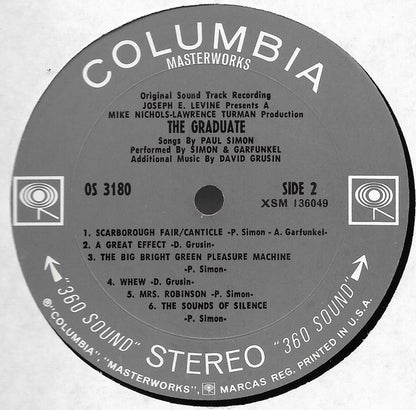 COLUMBIA
MASTERWORKS
Original Sound Track Recording
JOSEPH E. LEVINE Presents A
MIKE NICHOLS-LAWRENCE TURMAN Production
THE GRADUATE
Songs By PAUL SIMON
Performed By SIMON & GARFUNKEL
Additional Music By DAVID GRUSIN
OS 3180
SIDE 2
XSM 136049
1. SCARBOROUGH FAIR/CANTICLE -P. Simon - A. Garfunkel-
2. A GREAT EFFECT -D. Grusin-
3. THE BIG BRIGHT GREEN PLEASURE MACHINE
-P. Simon-
4. WHEW -D. Grusin-
5. MRS. ROBINSON -P. Simon-
6. THE SOUNDS OF SILENCE
-P. Simon-
"360 SOUND" STEREO "360 SOUND"
℗"COLUMBIA", "MASTERWORKS", MARCAS REG. PRINTED IN U.S.A.